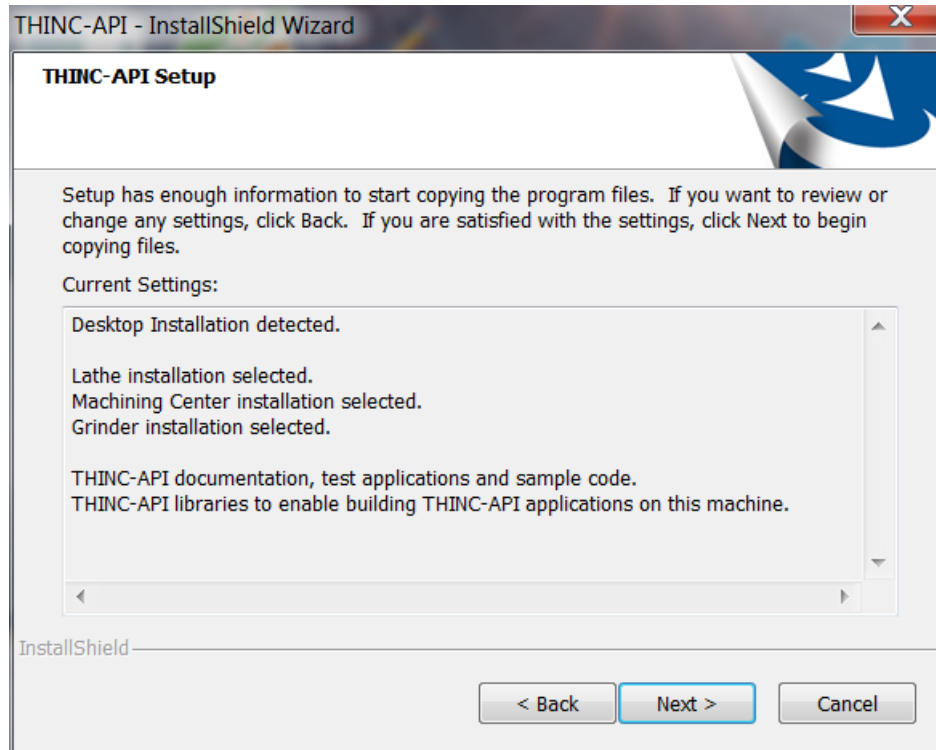 THINC-API - InstallShield Wizard
X
THINC-API Setup
Setup has enough information to start copying the program files.  If you want to review or
change any settings, click Back.  If you are satisfied with the settings, click Next to begin
copying files.
Current Settings:
Desktop Installation detected.
Lathe installation selected.
Machining Center installation selected.
Grinder installation selected.
THINC-API documentation, test applications and sample code.
THINC-API libraries to enable building THINC-API applications on this machine.
InstallShield
< Back Next > Cancel